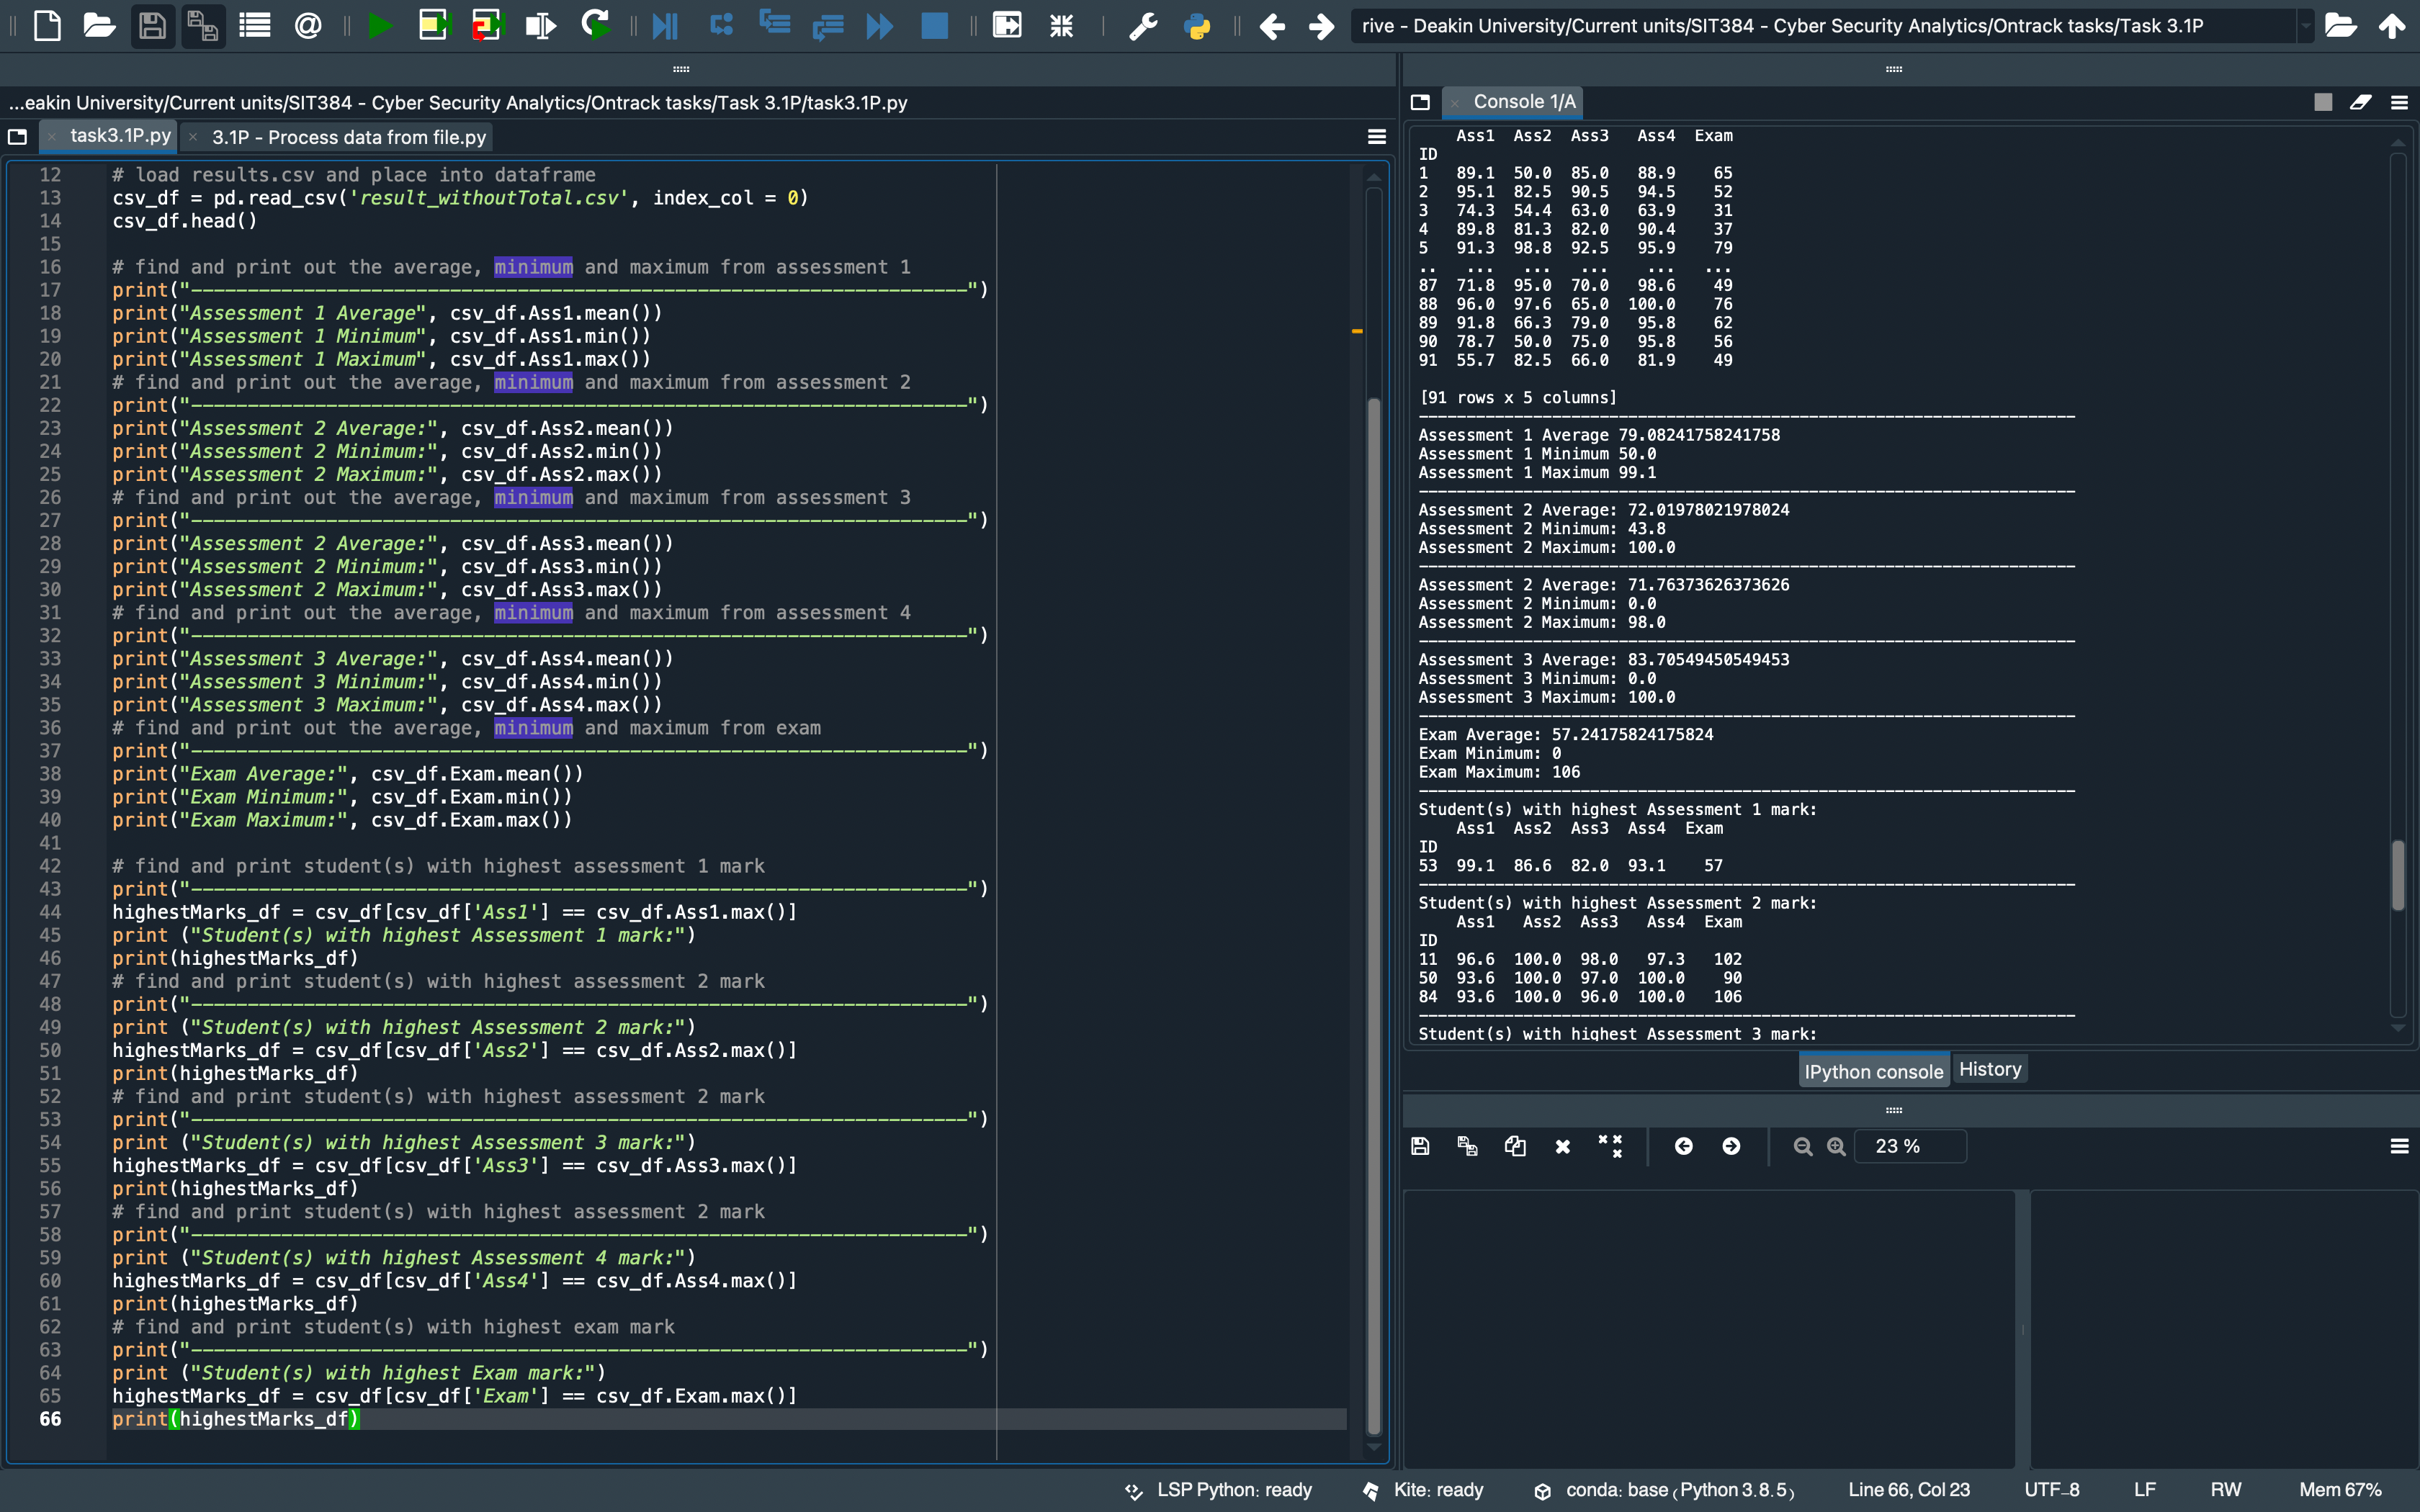 rive - Deakin University/Current units/SIT384 - Cyber Security Analytics/Ontrack tasks/Task 3.1P
...eakin University/Current units/SIT384 - Cyber Security Analytics/Ontrack tasks/Task 3.1P/task3.1P.py
task3.1P.py
3.1P - Process data from file.py
12 # load results.csv and place into dataframe
13 csv_df = pd.read_csv('result_withoutTotal.csv', index_col = 0)
14 csv_df.head()
15
16 # find and print out the average, minimum and maximum from assessment 1
17 print("---------------------------------------------------------------------")
18 print("Assessment 1 Average", csv_df.Ass1.mean())
19 print("Assessment 1 Minimum", csv_df.Ass1.min())
20 print("Assessment 1 Maximum", csv_df.Ass1.max())
21 # find and print out the average, minimum and maximum from assessment 2
22 print("---------------------------------------------------------------------")
23 print("Assessment 2 Average:", csv_df.Ass2.mean())
24 print("Assessment 2 Minimum:", csv_df.Ass2.min())
25 print("Assessment 2 Maximum:", csv_df.Ass2.max())
26 # find and print out the average, minimum and maximum from assessment 3
27 print("---------------------------------------------------------------------")
28 print("Assessment 2 Average:", csv_df.Ass3.mean())
29 print("Assessment 2 Minimum:", csv_df.Ass3.min())
30 print("Assessment 2 Maximum:", csv_df.Ass3.max())
31 # find and print out the average, minimum and maximum from assessment 4
32 print("---------------------------------------------------------------------")
33 print("Assessment 3 Average:", csv_df.Ass4.mean())
34 print("Assessment 3 Minimum:", csv_df.Ass4.min())
35 print("Assessment 3 Maximum:", csv_df.Ass4.max())
36 # find and print out the average, minimum and maximum from exam
37 print("---------------------------------------------------------------------")
38 print("Exam Average:", csv_df.Exam.mean())
39 print("Exam Minimum:", csv_df.Exam.min())
40 print("Exam Maximum:", csv_df.Exam.max())
41
42 # find and print student(s) with highest assessment 1 mark
43 print("---------------------------------------------------------------------")
44 highestMarks_df = csv_df[csv_df['Ass1'] == csv_df.Ass1.max()]
45 print ("Student(s) with highest Assessment 1 mark:")
46 print(highestMarks_df)
47 # find and print student(s) with highest assessment 2 mark
48 print("---------------------------------------------------------------------")
49 print ("Student(s) with highest Assessment 2 mark:")
50 highestMarks_df = csv_df[csv_df['Ass2'] == csv_df.Ass2.max()]
51 print(highestMarks_df)
52 # find and print student(s) with highest assessment 2 mark
53 print("---------------------------------------------------------------------")
54 print ("Student(s) with highest Assessment 3 mark:")
55 highestMarks_df = csv_df[csv_df['Ass3'] == csv_df.Ass3.max()]
56 print(highestMarks_df)
57 # find and print student(s) with highest assessment 2 mark
58 print("---------------------------------------------------------------------")
59 print ("Student(s) with highest Assessment 4 mark:")
60 highestMarks_df = csv_df[csv_df['Ass4'] == csv_df.Ass4.max()]
61 print(highestMarks_df)
62 # find and print student(s) with highest exam mark
63 print("---------------------------------------------------------------------")
64 print ("Student(s) with highest Exam mark:")
65 highestMarks_df = csv_df[csv_df['Exam'] == csv_df.Exam.max()]
66 print(highestMarks_df)
Console 1/A
Ass1 Ass2 Ass3 Ass4 Exam
ID
1 89.1 50.0 85.0 88.9 65
2 95.1 82.5 90.5 94.5 52
3 74.3 54.4 63.0 63.9 31
4 89.8 81.3 82.0 90.4 37
5 91.3 98.8 92.5 95.9 79
.. ... ... ... ... ...
87 71.8 95.0 70.0 98.6 49
88 96.0 97.6 65.0 100.0 76
89 91.8 66.3 79.0 95.8 62
90 78.7 50.0 75.0 95.8 56
91 55.7 82.5 66.0 81.9 49
[91 rows x 5 columns]
---------------------------------------------------------------------
Assessment 1 Average 79.08241758241758
Assessment 1 Minimum 50.0
Assessment 1 Maximum 99.1
---------------------------------------------------------------------
Assessment 2 Average: 72.01978021978024
Assessment 2 Minimum: 43.8
Assessment 2 Maximum: 100.0
---------------------------------------------------------------------
Assessment 2 Average: 71.76373626373626
Assessment 2 Minimum: 0.0
Assessment 2 Maximum: 98.0
---------------------------------------------------------------------
Assessment 3 Average: 83.70549450549453
Assessment 3 Minimum: 0.0
Assessment 3 Maximum: 100.0
---------------------------------------------------------------------
Exam Average: 57.24175824175824
Exam Minimum: 0
Exam Maximum: 106
---------------------------------------------------------------------
Student(s) with highest Assessment 1 mark:
Ass1 Ass2 Ass3 Ass4 Exam
ID
53 99.1 86.6 82.0 93.1 57
---------------------------------------------------------------------
Student(s) with highest Assessment 2 mark:
Ass1 Ass2 Ass3 Ass4 Exam
ID
11 96.6 100.0 98.0 97.3 102
50 93.6 100.0 97.0 100.0 90
84 93.6 100.0 96.0 100.0 106
---------------------------------------------------------------------
Student(s) with highest Assessment 3 mark:
IPython console
History
23 %
LSP Python: ready
Kite: ready
conda: base (Python 3.8.5)
Line 66, Col 23
UTF-8
LF
RW
Mem 67%